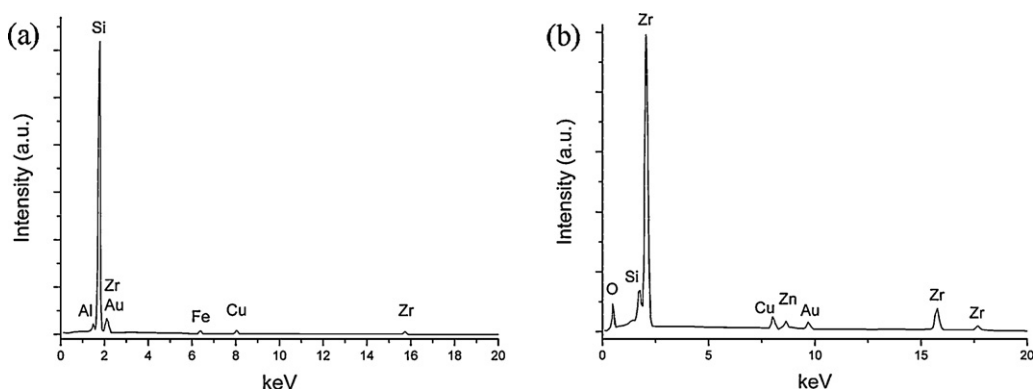 (a)
Si
Zr
Al
Au
Fe
Cu
Zr
Intensity (a.u.)
0 2 4 6 8 10 12 14 16 18 20
keV
(b)
Zr
O
Si
Cu
Zn
Au
Zr
Zr
Intensity (a.u.)
0 5 10 15 20
keV